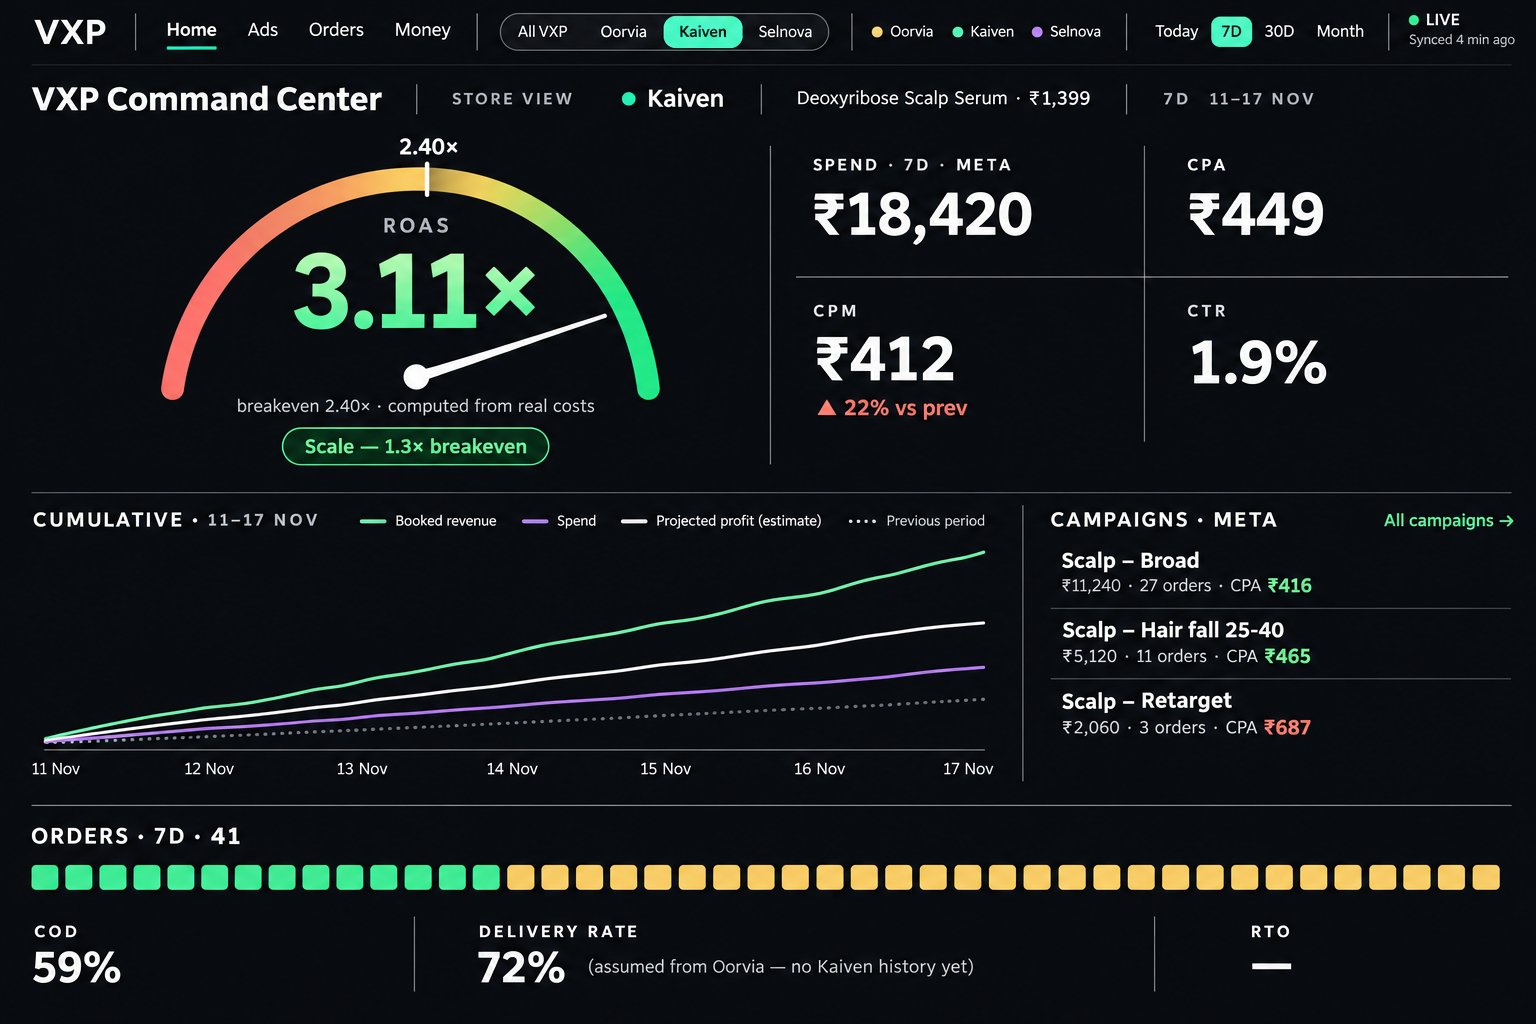 VXP
Home Ads Orders Money
All VXP Oorvia Kaiven Selnova
Oorvia Kaiven Selnova
Today 7D 30D Month
LIVE
Synced 4 min ago
VXP Command Center
STORE VIEW
Kaiven
Deoxyribose Scalp Serum · ₹1,399
7D 11–17 NOV
2.40×
ROAS
3.11×
breakeven 2.40× · computed from real costs
Scale — 1.3× breakeven
SPEND · 7D · META
₹18,420
CPA
₹449
CPM
₹412
▲ 22% vs prev
CTR
1.9%
CUMULATIVE • 11–17 NOV
Booked revenue Spend Projected profit (estimate) Previous period
11 Nov 12 Nov 13 Nov 14 Nov 15 Nov 16 Nov 17 Nov
CAMPAIGNS · META
All campaigns →
Scalp – Broad
₹11,240 · 27 orders · CPA ₹416
Scalp – Hair fall 25-40
₹5,120 · 11 orders · CPA ₹465
Scalp – Retarget
₹2,060 · 3 orders · CPA ₹687
ORDERS · 7D · 41
COD
59%
DELIVERY RATE
72% (assumed from Oorvia — no Kaiven history yet)
RTO
—